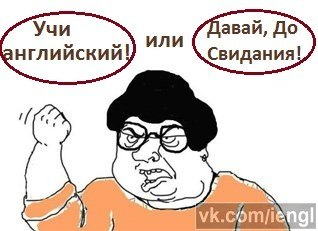 Учи
английский!
или
Давай, До
Свидания!
vk.com/iengl